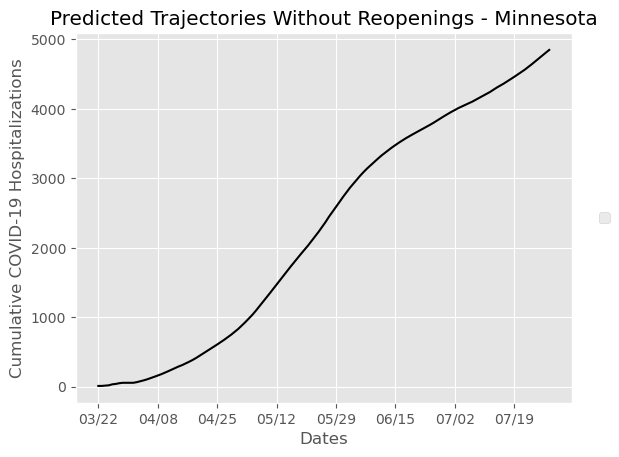 Predicted Trajectories Without Reopenings - Minnesota
Cumulative COVID-19 Hospitalizations
5000
4000
3000
2000
1000
0
03/22 04/08 04/25 05/12 05/29 06/15 07/02 07/19
Dates